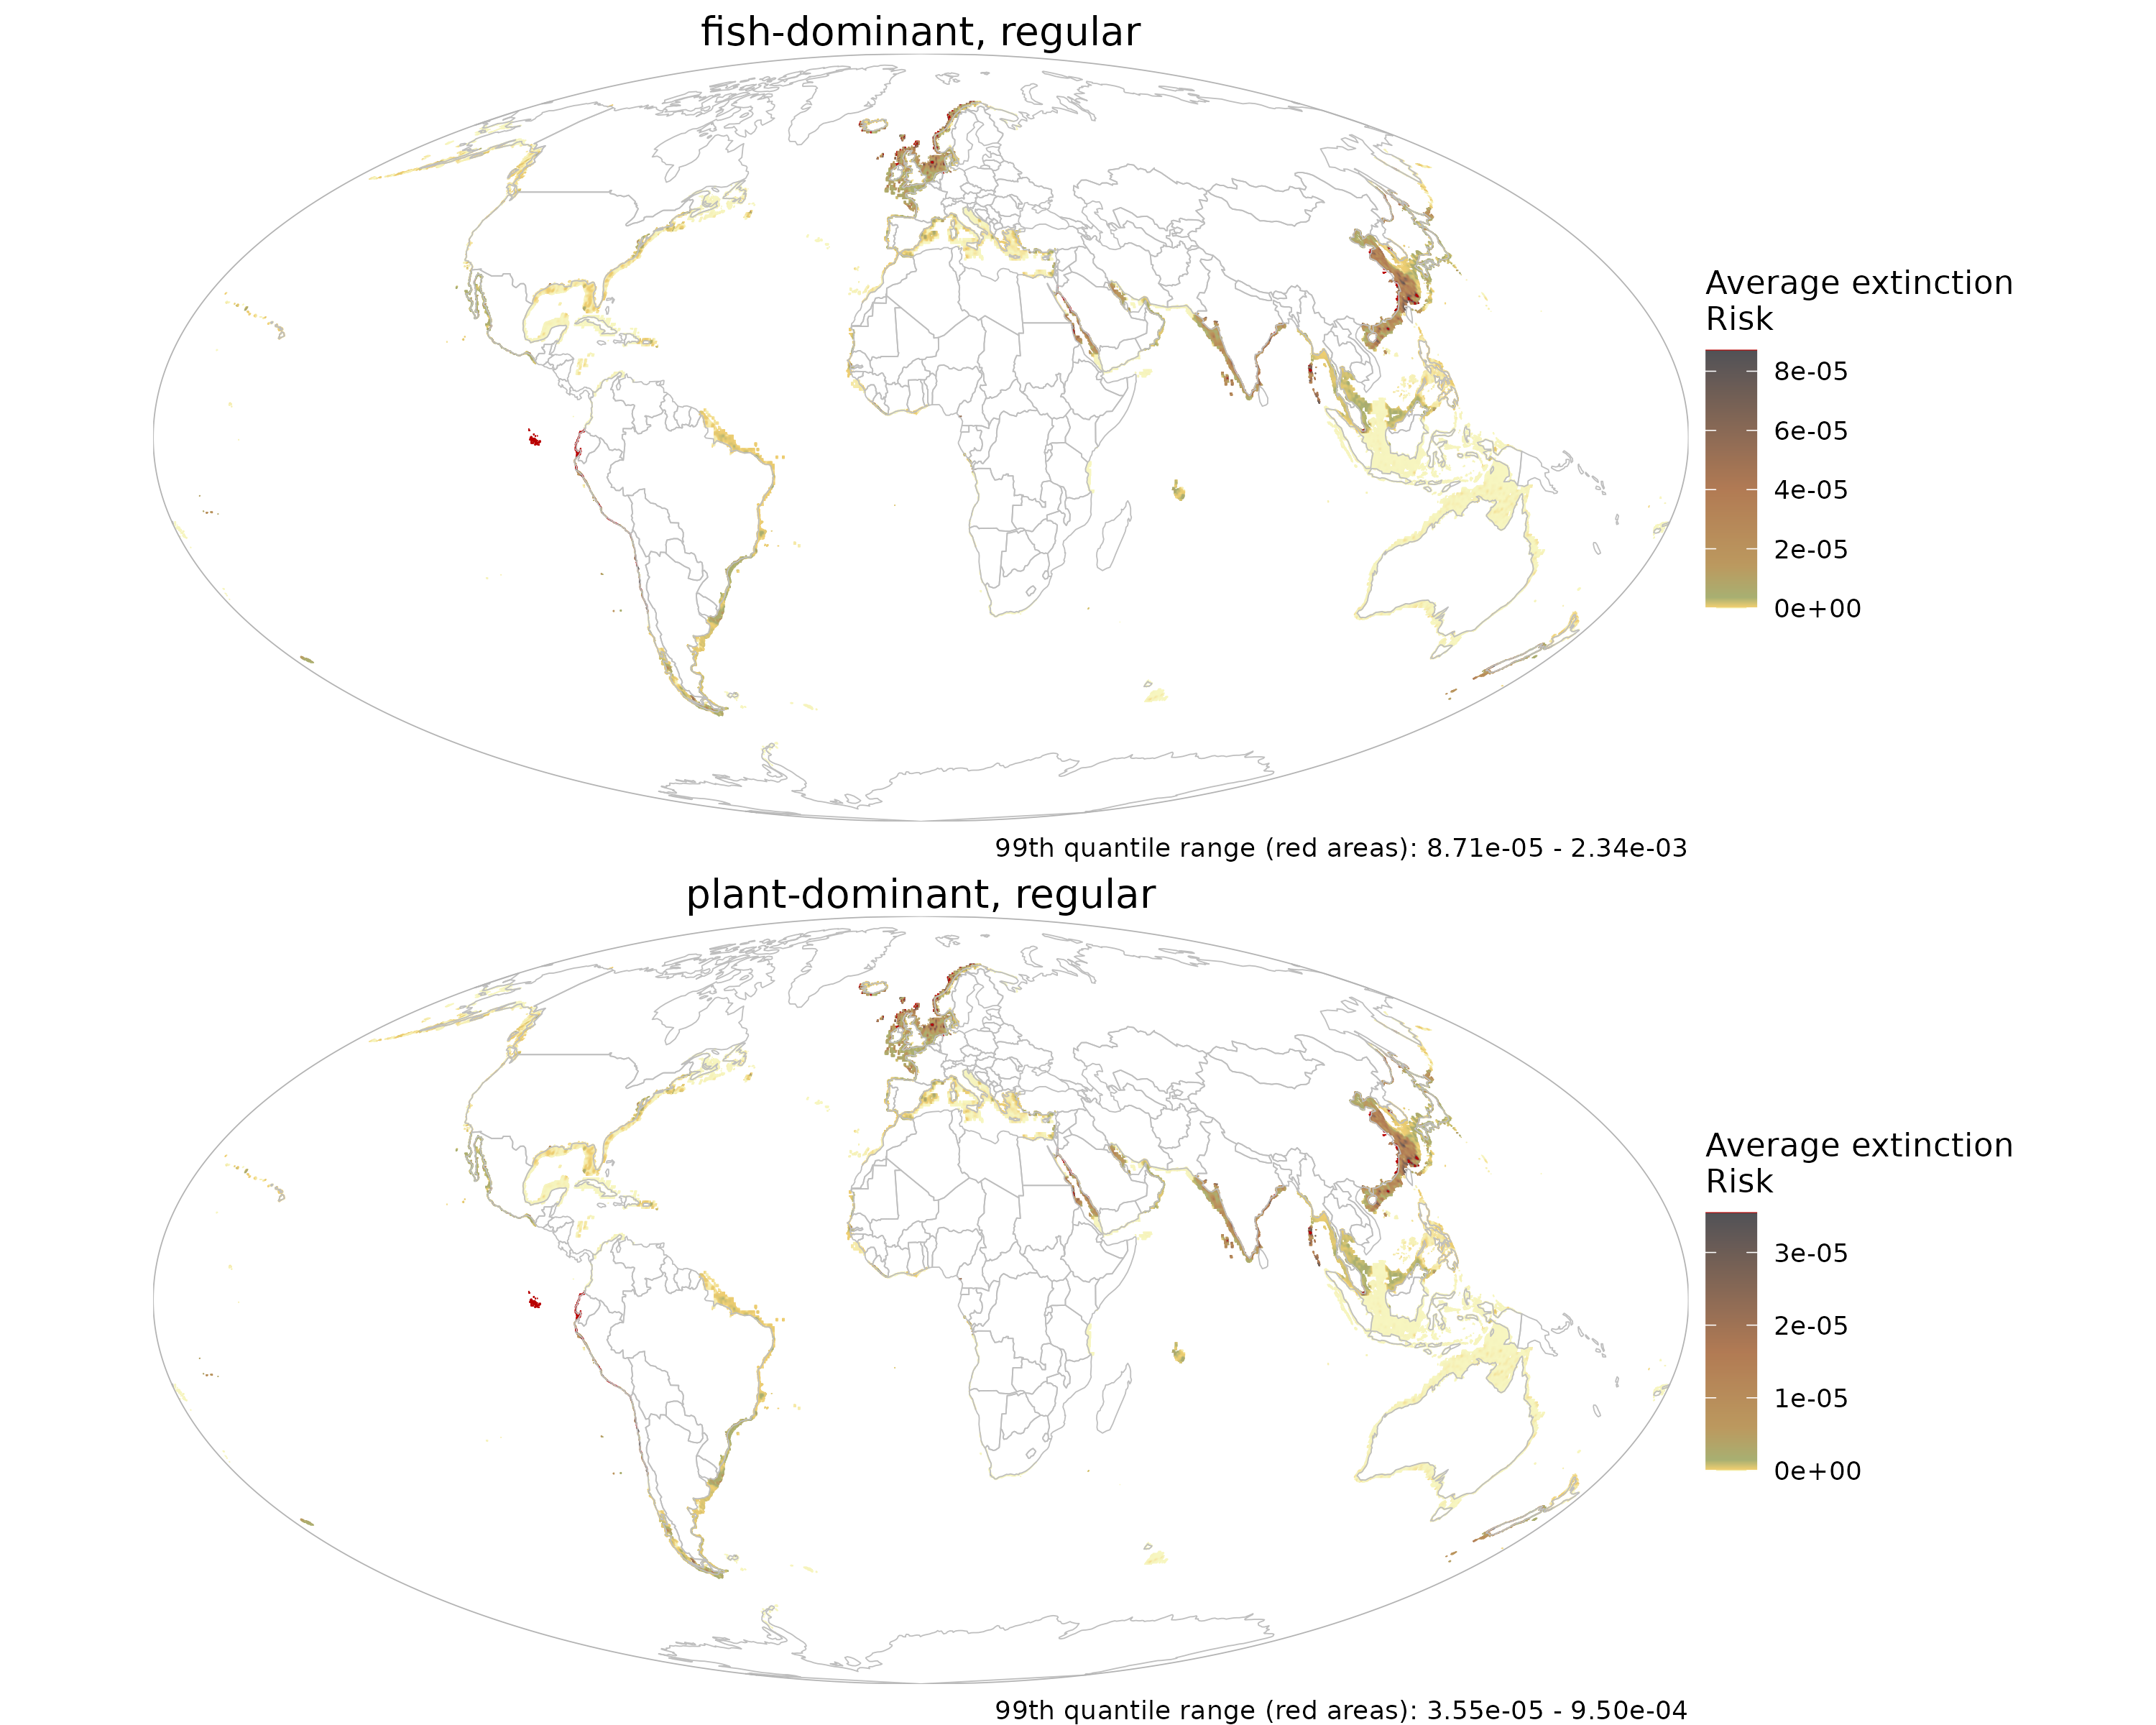 fish-dominant, regular
Average extinction
Risk
8e-05
6e-05
4e-05
2e-05
0e+00
99th quantile range (red areas): 8.71e-05 - 2.34e-03
plant-dominant, regular
Average extinction
Risk
3e-05
2e-05
1e-05
0e+00
99th quantile range (red areas): 3.55e-05 - 9.50e-04